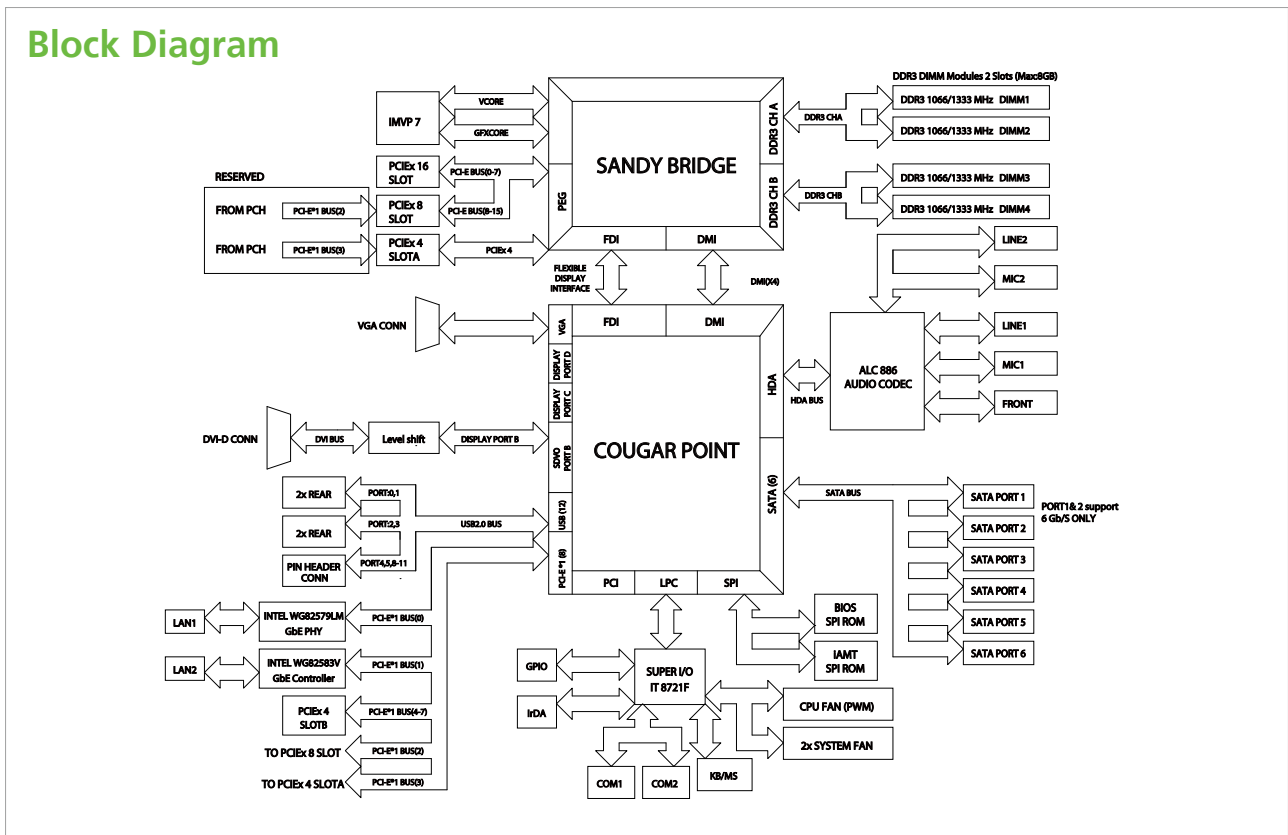 Block Diagram
DDR3 DIMM Modules 2 Slots (Max:8GB)
IMVP 7
VCORE
GFXCORE
SANDY BRIDGE
DDR3 CH A
DDR3 CH B
DDR3 CHA
DDR3 1066/1333 MHz DIMM1
DDR3 1066/1333 MHz DIMM2
DDR3 CHB
DDR3 1066/1333 MHz DIMM3
DDR3 1066/1333 MHz DIMM4
RESERVED
FROM PCH
PCI-E*1 BUS(2)
FROM PCH
PCI-E*1 BUS(3)
PCIEx 16
SLOT
PCI-E BUS(0-7)
PCIEx 8
SLOT
PCI-E BUS(8-15)
PCIEx 4
SLOTA
PCIEx 4
PEG
FDI
DMI
FLEXIBLE
DISPLAY
INTERFACE
DMI(X4)
LINE2
MIC2
LINE1
MIC1
FRONT
ALC 886
AUDIO CODEC
HDA BUS
VGA CONN
VGA
FDI
DMI
DISPLAY
PORT D
DISPLAY
PORT C
SDVO
PORT B
HDA
COUGAR POINT
DVI-D CONN
DVI BUS
Level shift
DISPLAY PORT B
2x REAR
PORT:0,1
2x REAR
PORT:2,3
USB2.0 BUS
PIN HEADER
CONN
PORT4,5,8-11
USB (12)
PCI-E *1 (8)
SATA (6)
SATA BUS
SATA PORT 1
SATA PORT 2
SATA PORT 3
SATA PORT 4
SATA PORT 5
SATA PORT 6
PORT1& 2 support
6 Gb/S ONLY
PCI
LPC
SPI
BIOS
SPI ROM
IAMT
SPI ROM
LAN1
INTEL WG82579LM
GbE PHY
PCI-E*1 BUS(0)
LAN2
INTEL WG82583V
GbE Controller
PCI-E*1 BUS(1)
PCIEx 4
SLOTB
PCI-E*1 BUS(4-7)
TO PCIEx 8 SLOT
PCI-E*1 BUS(2)
TO PCIEx 4 SLOTA
PCI-E*1 BUS(3)
GPIO
IrDA
SUPER I/O
IT 8721F
CPU FAN (PWM)
2x SYSTEM FAN
COM1
COM2
KB/MS